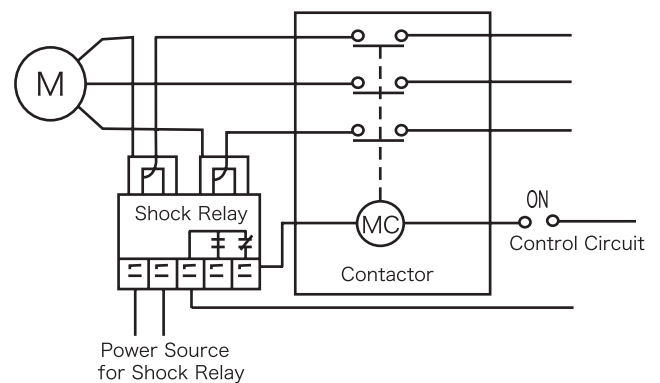 M
Shock Relay
MC
ON
Control Circuit
Contactor
Power Source
for Shock Relay